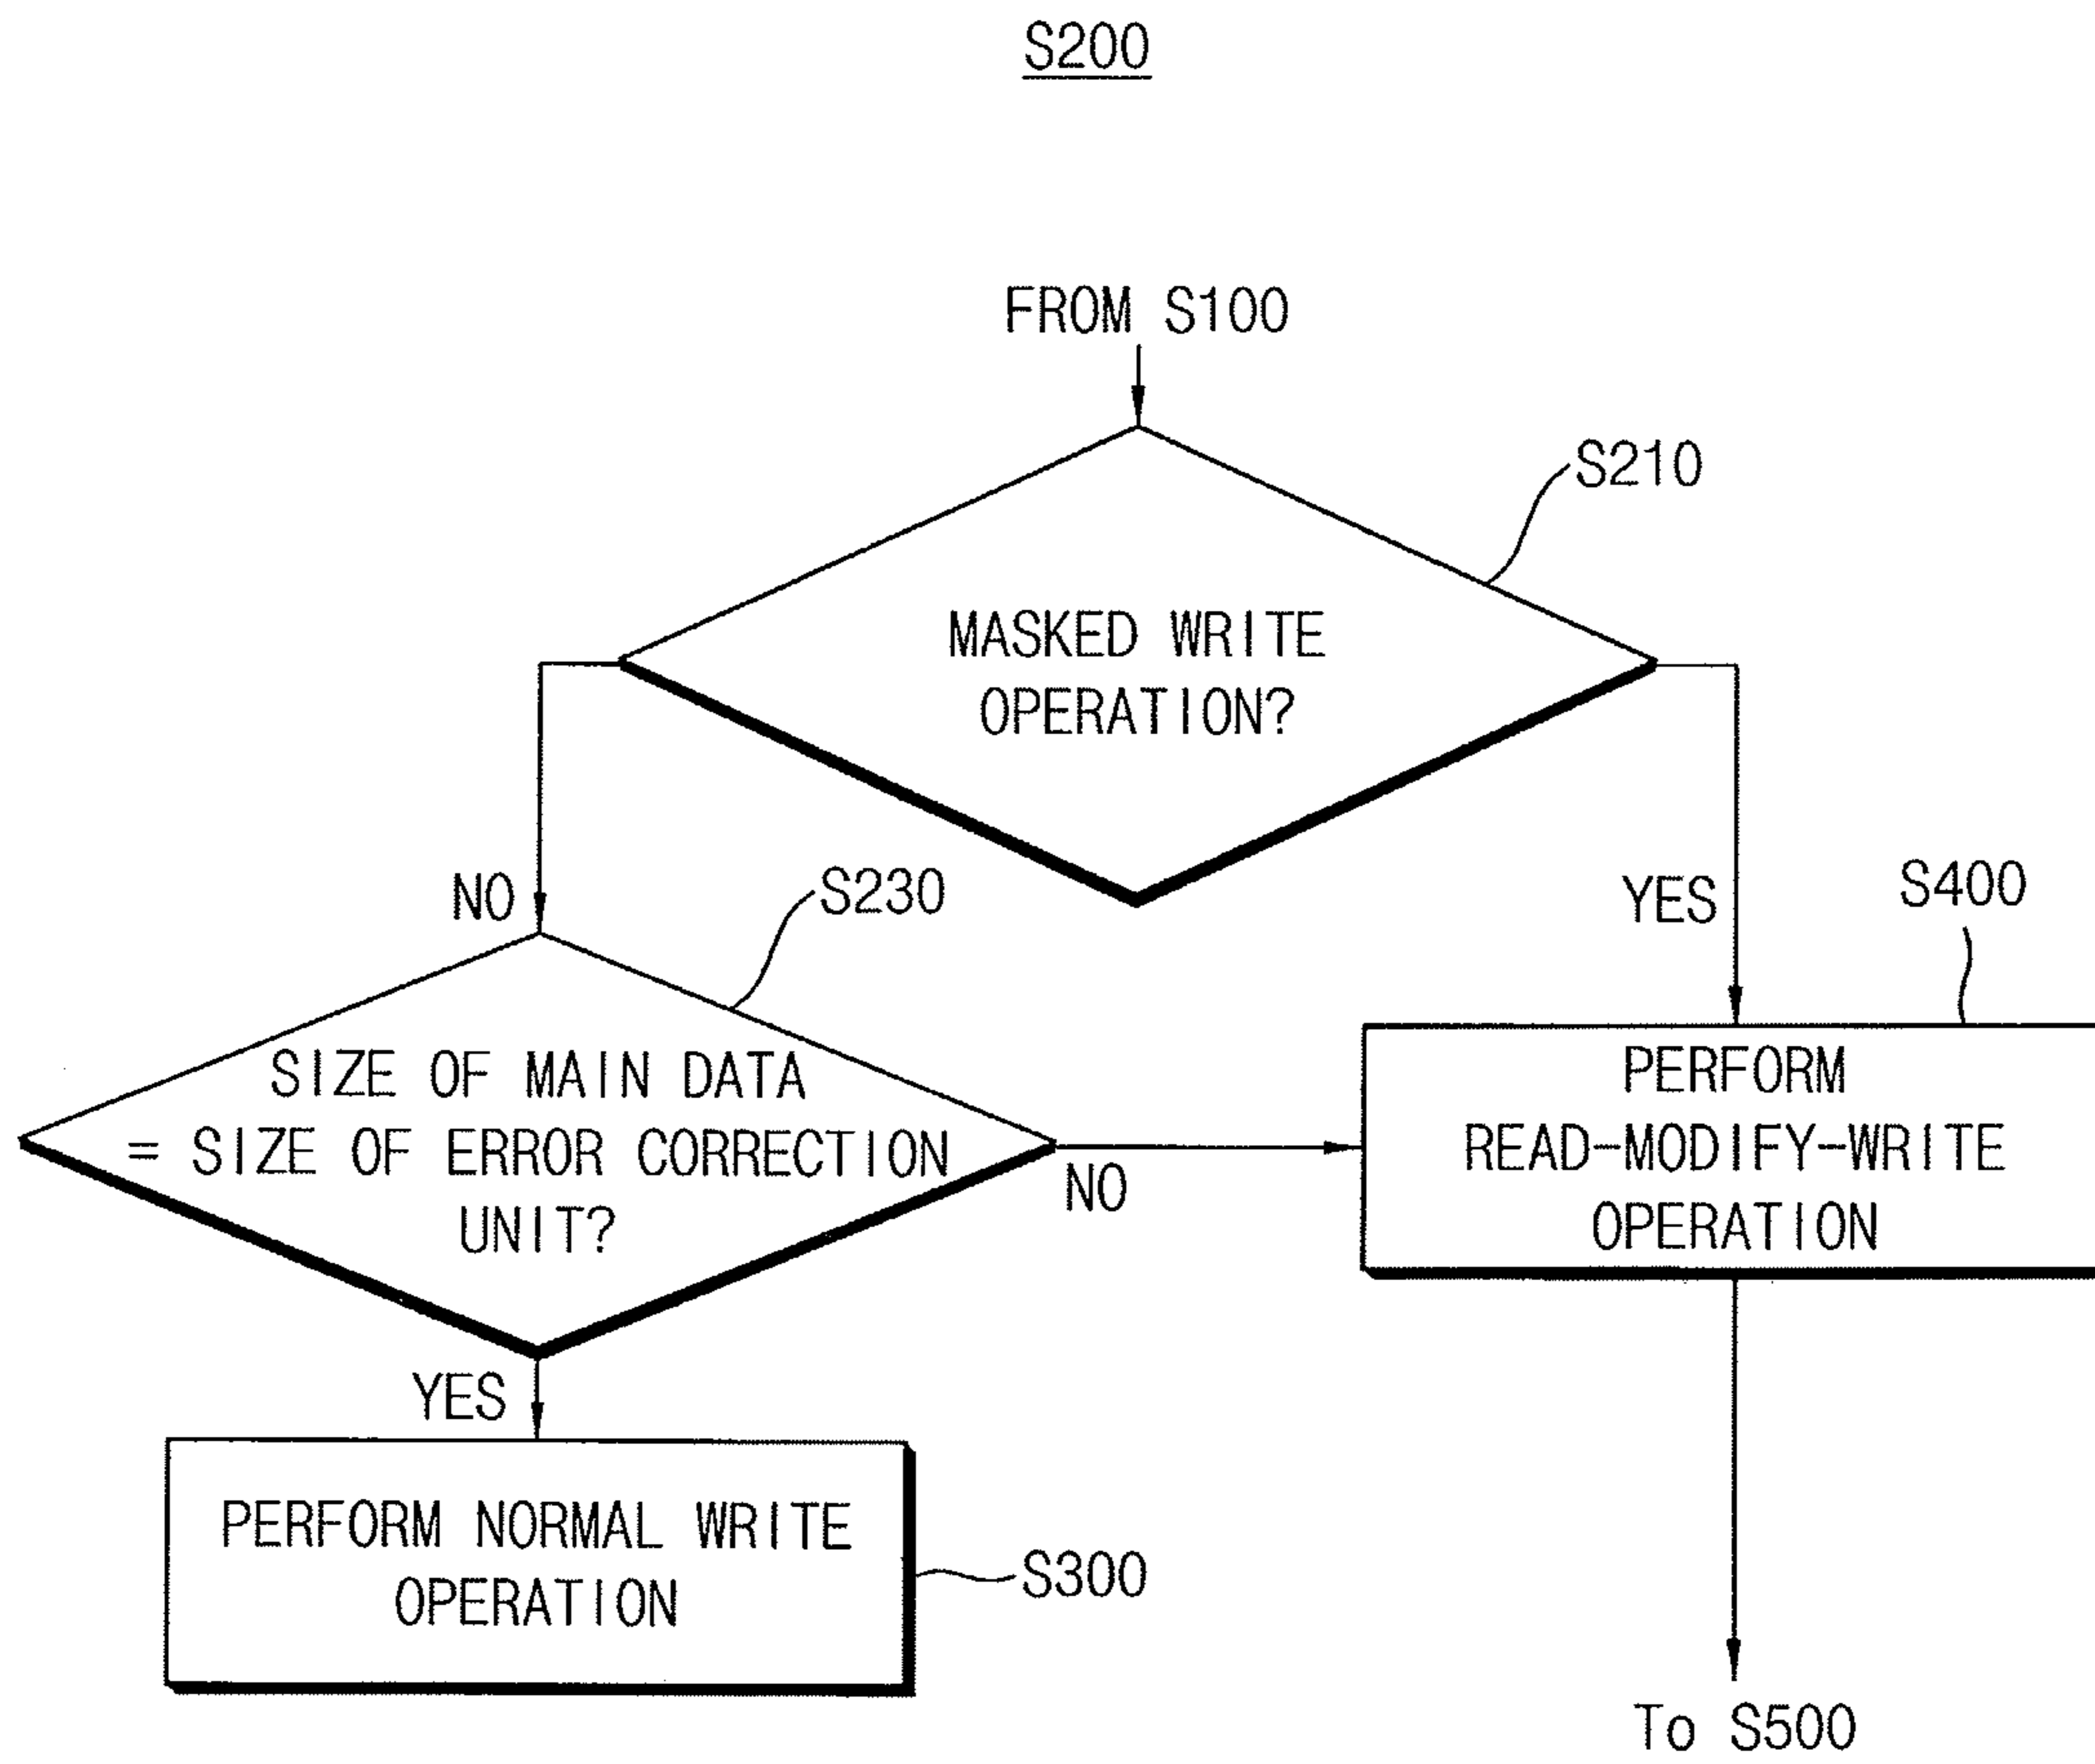 S200
FROM S100
S210
MASKED WRITE
OPERATION?
NO
S230
YES
S400
SIZE OF MAIN DATA
= SIZE OF ERROR CORRECTION
UNIT?
NO
PERFORM
READ-MODIFY-WRITE
OPERATION
YES
PERFORM NORMAL WRITE
OPERATION
S300
To S500